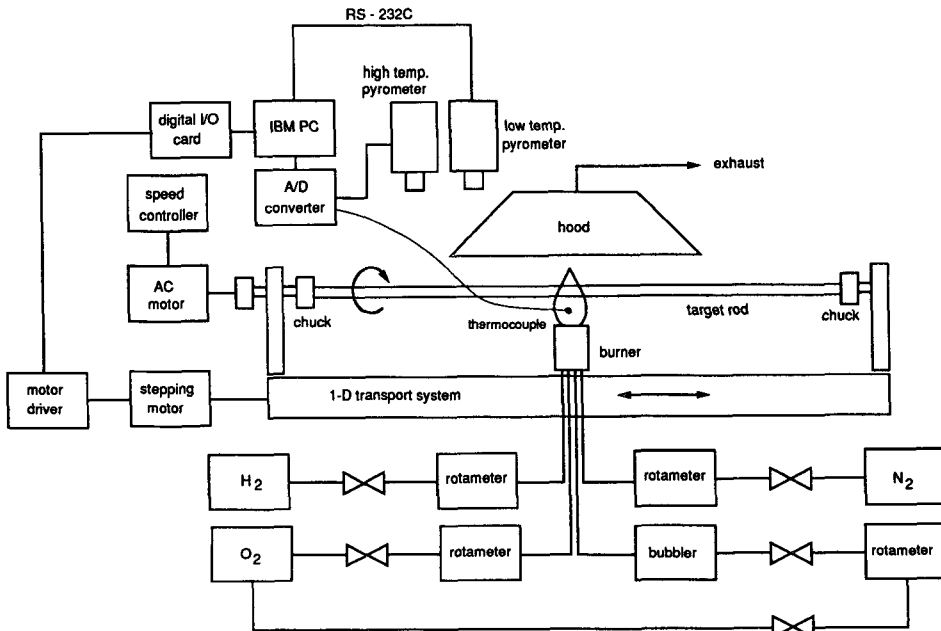 RS - 232C
high temp.
pyrometer
digital I/O
card
IBM PC
low temp.
pyrometer
exhaust
A/D
converter
speed
controller
hood
AC
motor
chuck
thermocouple
target rod
chuck
burner
motor
driver
stepping
motor
1-D transport system
H2
rotameter
rotameter
N2
O2
rotameter
bubbler
rotameter